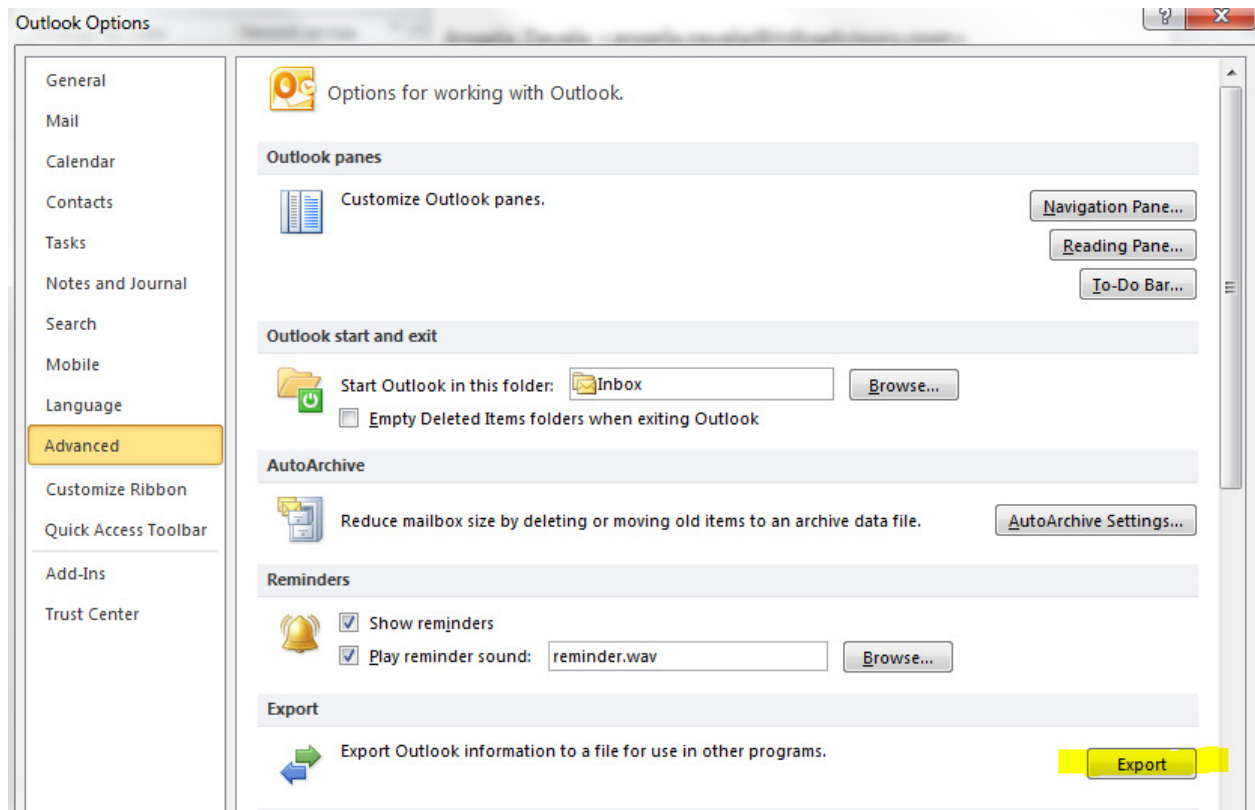 Outlook Options
General
Mail
Calendar
Contacts
Tasks
Notes and Journal
Search
Mobile
Language
Advanced
Customize Ribbon
Quick Access Toolbar
Add-Ins
Trust Center
Options for working with Outlook.
Outlook panes
Customize Outlook panes.
Navigation Pane...
Reading Pane...
To-Do Bar...
Outlook start and exit
Start Outlook in this folder: Inbox Browse...
Empty Deleted Items folders when exiting Outlook
AutoArchive
Reduce mailbox size by deleting or moving old items to an archive data file. AutoArchive Settings...
Reminders
Show reminders
Play reminder sound: reminder.wav Browse...
Export
Export Outlook information to a file for use in other programs. Export